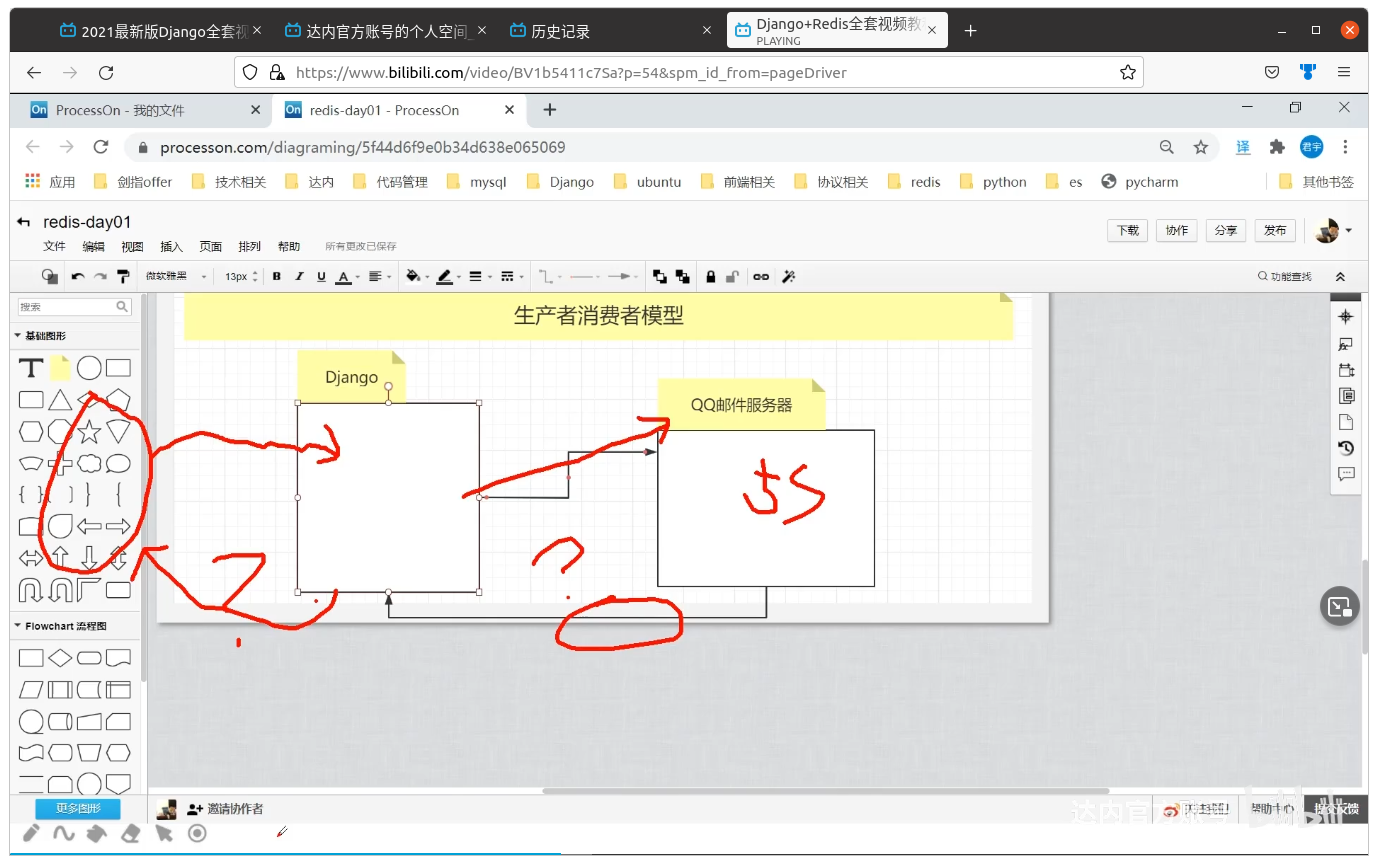 2021最新版Django全套视
达内官方账号的个人空间_
历史记录
Django+Redis全套视频教
PLAYING
https://www.bilibili.com/video/BV1b5411c7Sa?p=54&spm_id_from=pageDriver
On ProcessOn - 我的文件
On redis-day01 - ProcessOn
processon.com/diagraming/5f44d6f9e0b34d638e065069
译
君宇
应用 剑指offer 技术相关 达内 代码管理 mysql Django ubuntu 前端相关 协议相关 redis python es pycharm 其他书签
redis-day01
文件 编辑 视图 插入 页面 排列 帮助 所有更改已保存
下载 协作 分享 发布
微软雅黑 13px B I U A 功能查找
搜索
基础图形
T
生产者消费者模型
Django
QQ邮件服务器
5S
?
?
Flowchart 流程图
更多图形
邀请协作者
帮助中心
提交反馈
达内官方账号
bilibili